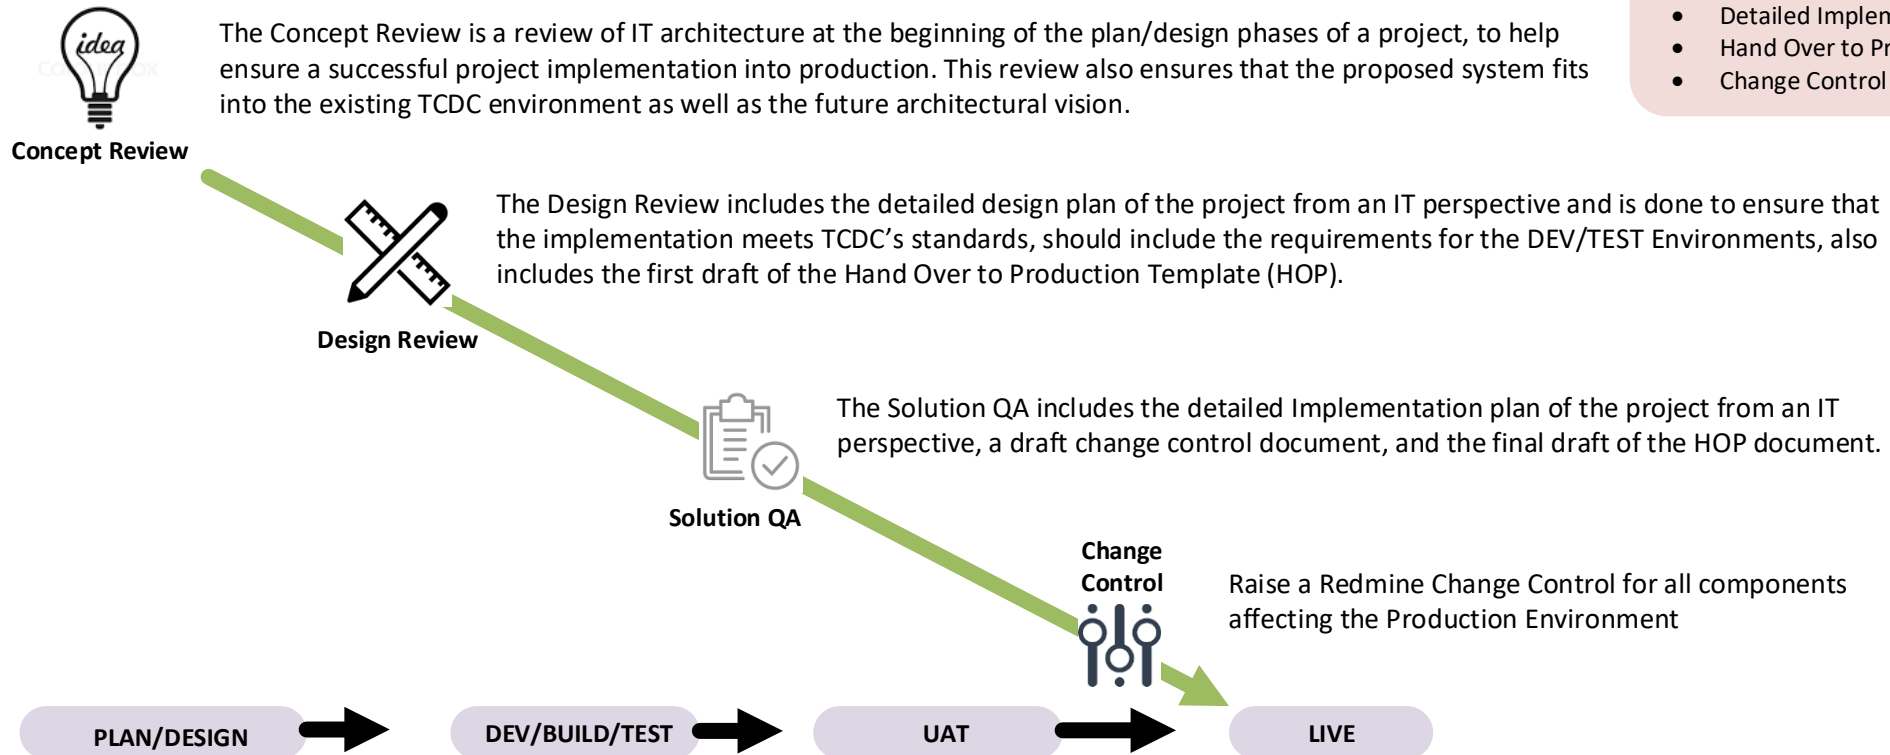 • Detailed Implem
• Hand Over to Pr
• Change Control
idea
The Concept Review is a review of IT architecture at the beginning of the plan/design phases of a project, to help
ensure a successful project implementation into production. This review also ensures that the proposed system fits
into the existing TCDC environment as well as the future architectural vision.
Concept Review
The Design Review includes the detailed design plan of the project from an IT perspective and is done to ensure that
the implementation meets TCDC’s standards, should include the requirements for the DEV/TEST Environments, also
includes the first draft of the Hand Over to Production Template (HOP).
Design Review
The Solution QA includes the detailed Implementation plan of the project from an IT
perspective, a draft change control document, and the final draft of the HOP document.
Solution QA
Change
Control
Raise a Redmine Change Control for all components
affecting the Production Environment
PLAN/DESIGN
DEV/BUILD/TEST
UAT
LIVE